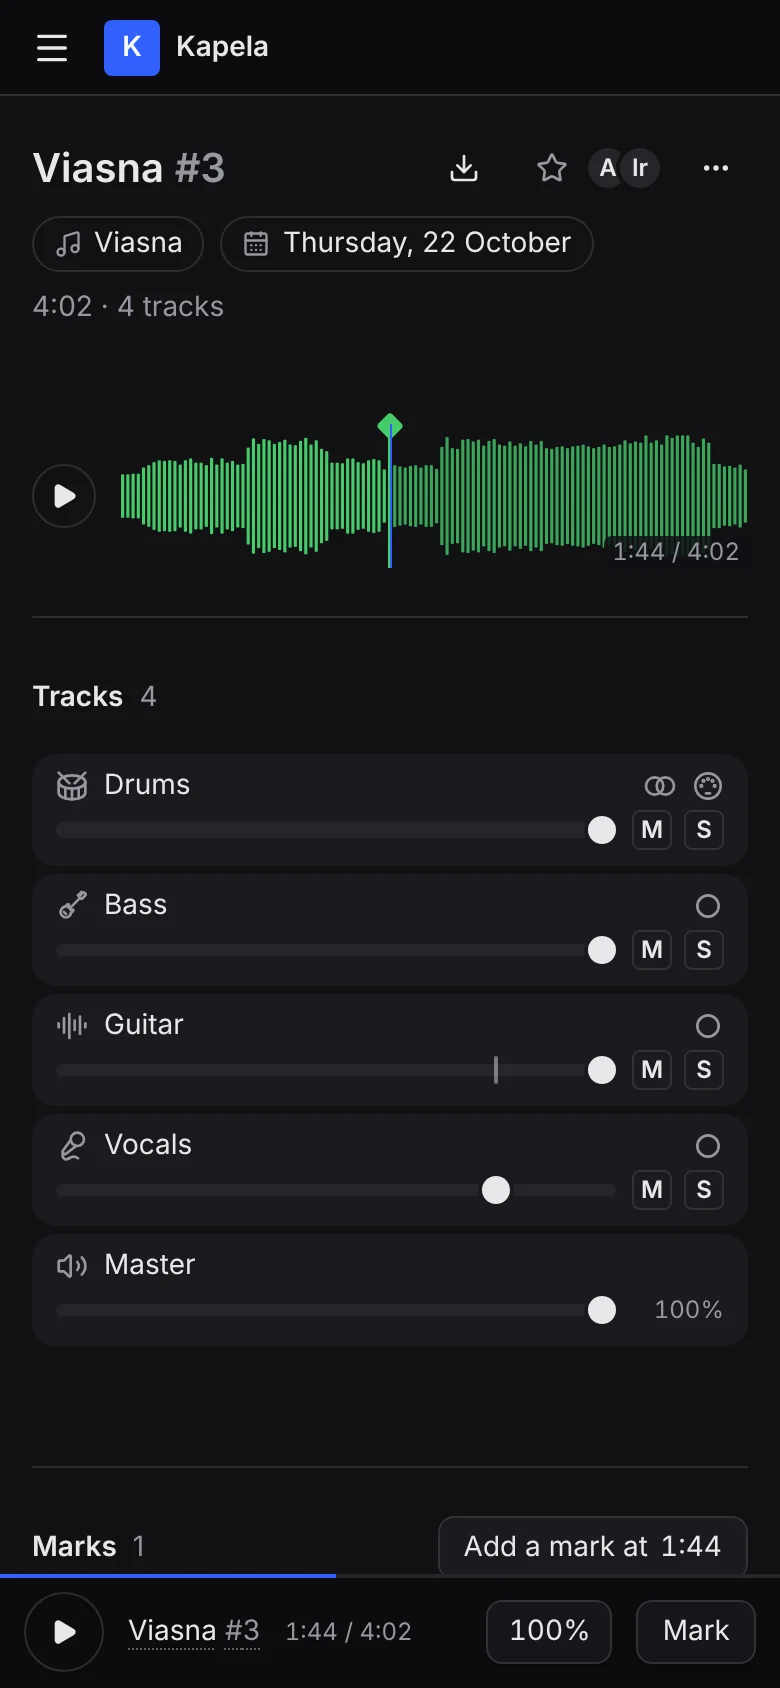 K Kapela
Viasna #3 A Ir
Viasna Thursday, 22 October
4:02 · 4 tracks
1:44 / 4:02
Tracks 4
Drums
M S
Bass
M S
Guitar
M S
Vocals
M S
Master
100%
Marks 1 Add a mark at 1:44
Viasna #3 1:44 / 4:02 100% Mark